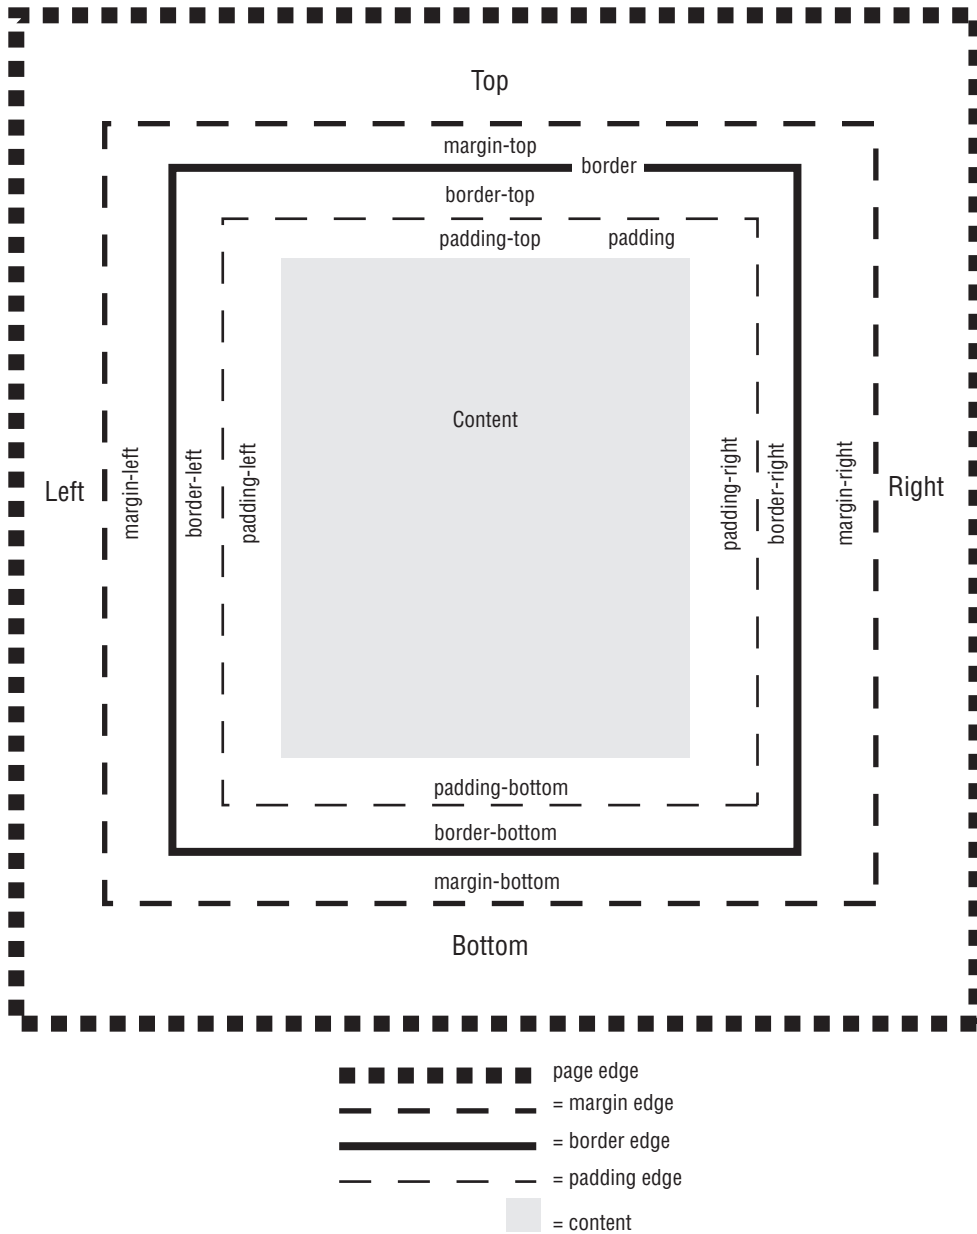 Top
margin-top
border
border-top
padding-top padding
Content
Left
margin-left
border-left
padding-left
padding-right
border-right
margin-right
Right
padding-bottom
border-bottom
margin-bottom
Bottom
page edge
= margin edge
= border edge
= padding edge
= content